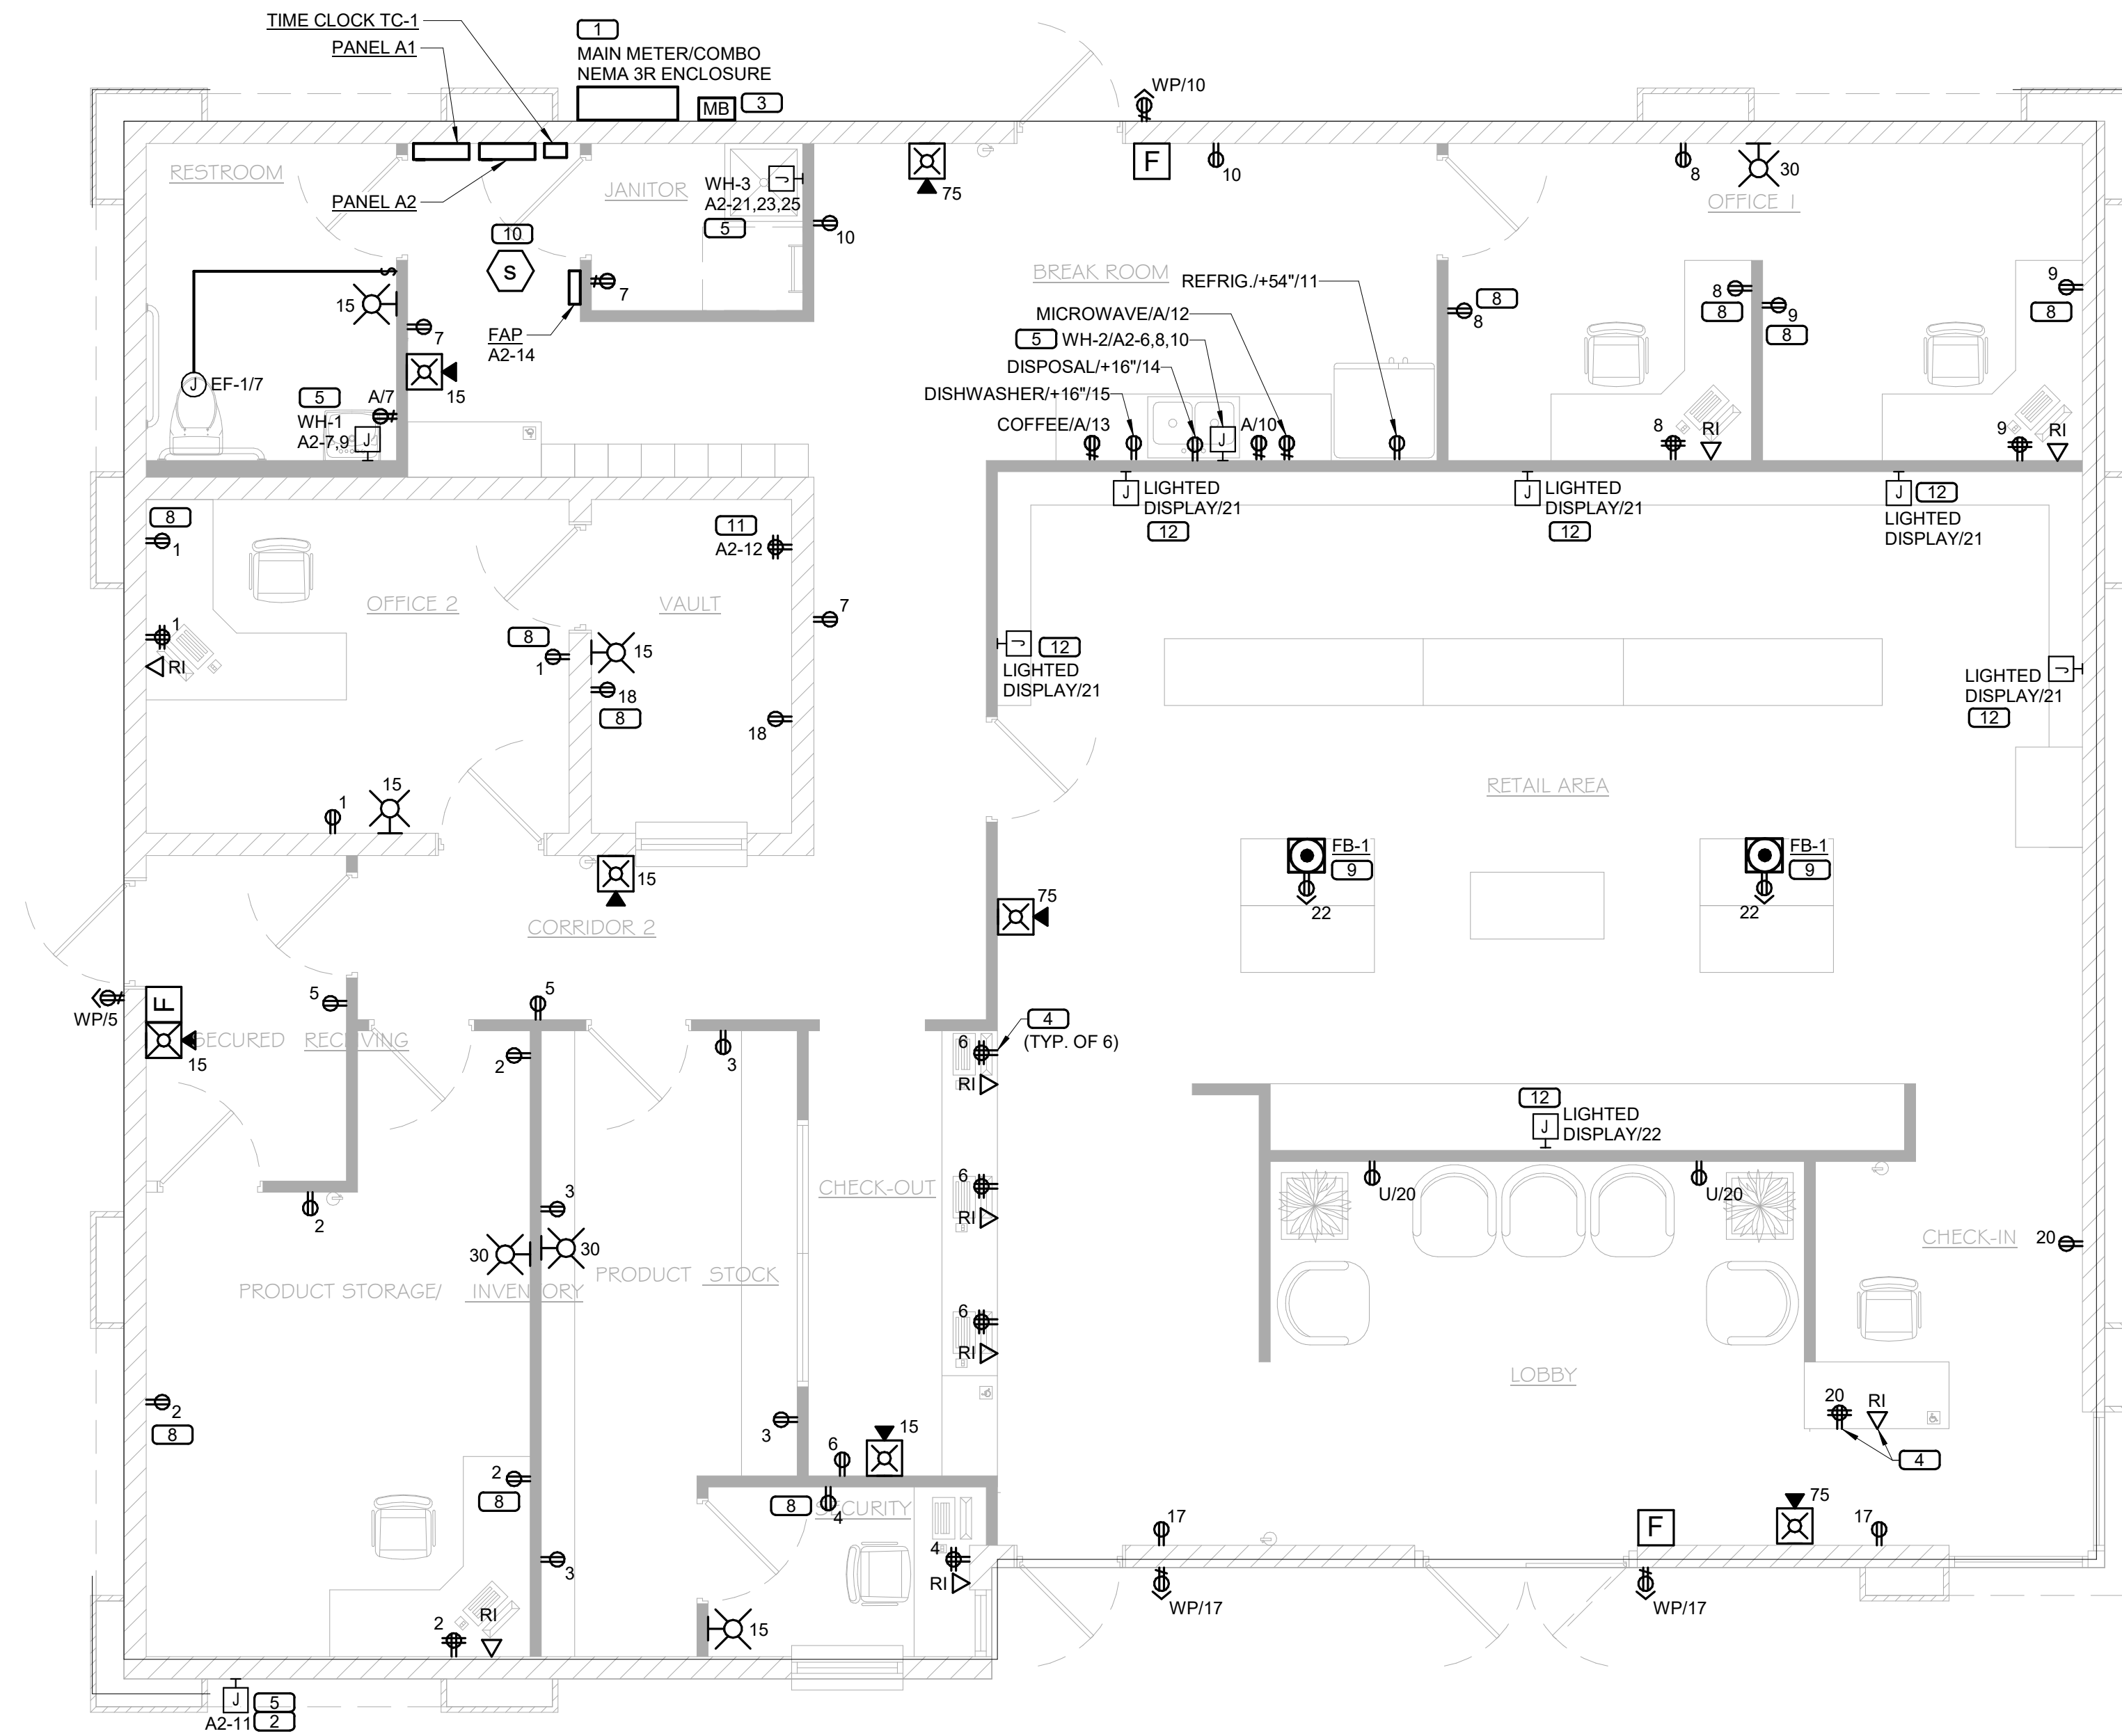 TIME CLOCK TC-1
PANEL A1
1
MAIN METER/COMBO
NEMA 3R ENCLOSURE
MB
3
WP/10
RESTROOM
PANEL A2
JANITOR
WH-3
A2-21,23,25
5
J
10
S
75
F
10
10
8
30
OFFICE 1
BREAK ROOM
REFRIG./+54"/11
MICROWAVE/A/12
5
WH-2/A2-6,8,10
DISPOSAL/+16"/14
DISHWASHER/+16"/15
COFFEE/A/13
J
A/10
8
8
8
8
9
8
9
8
8
RI
9
RI
15
S
7
FAP
A2-14
7
15
J
EF-1/7
5
A/7
WH-1
A2-7,9
J
J
LIGHTED
DISPLAY/21
12
J
LIGHTED
DISPLAY/21
12
J
12
LIGHTED
DISPLAY/21
8
1
11
A2-12
OFFICE 2
VAULT
7
1
RI
8
1
15
18
8
18
J
12
LIGHTED
DISPLAY/21
J
LIGHTED
DISPLAY/21
12
RETAIL AREA
1
15
15
FB-1
9
22
FB-1
9
22
75
CORRIDOR 2
WP/5
F
15
SECURED RECEIVING
5
5
2
3
6
4
(TYP. OF 6)
RI
12
J
LIGHTED
DISPLAY/22
2
3
30
30
PRODUCT STORAGE/ INVENTORY
PRODUCT STOCK
CHECK-OUT
6
RI
6
RI
U/20
U/20
CHECK-IN
20
LOBBY
20
RI
4
2
8
3
6
15
2
8
8
4
SECURITY
3
4
RI
17
F
75
17
WP/17
WP/17
2
RI
15
J
5
A2-11
2